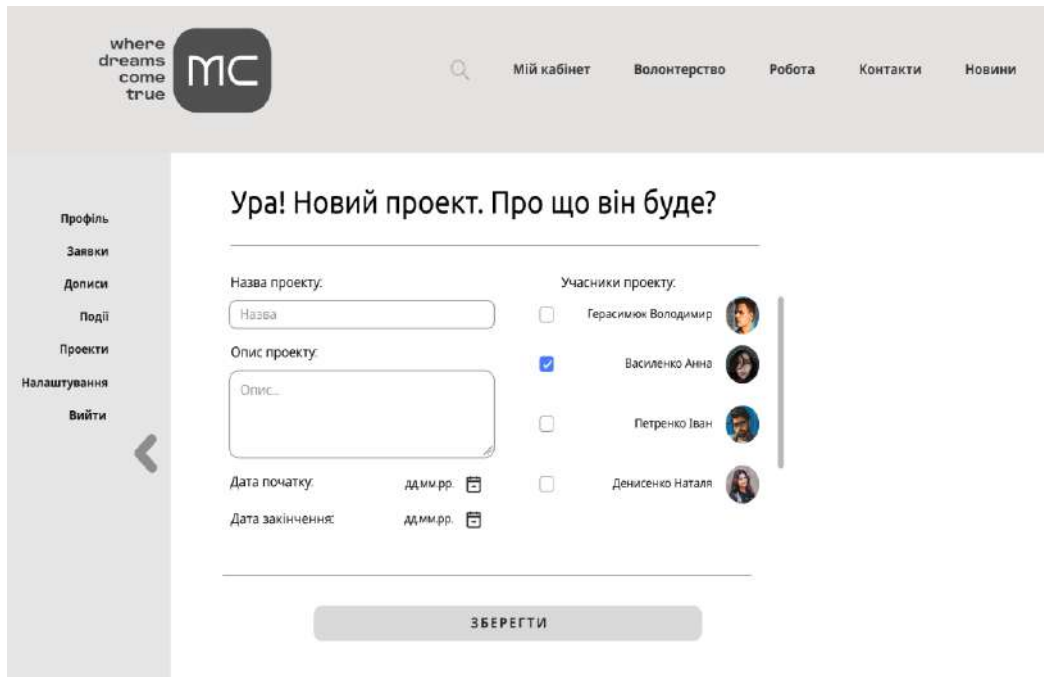 where
dreams
come
true
MC
Мій кабінет
Волонтерство
Робота
Контакти
Новини
Профіль
Заявки
Дописи
Події
Проекти
Налаштування
Вийти
Ура! Новий проект. Про що він буде?
Назва проекту:
Назва
Опис проекту:
Опис...
Дата початку: дд.мм.рр.
Дата закінчення: дд.мм.рр.
Учасники проекту:
Герасимюк Володимир
Василенко Анна
Петренко Іван
Денисенко Наталя
ЗБЕРЕГТИ